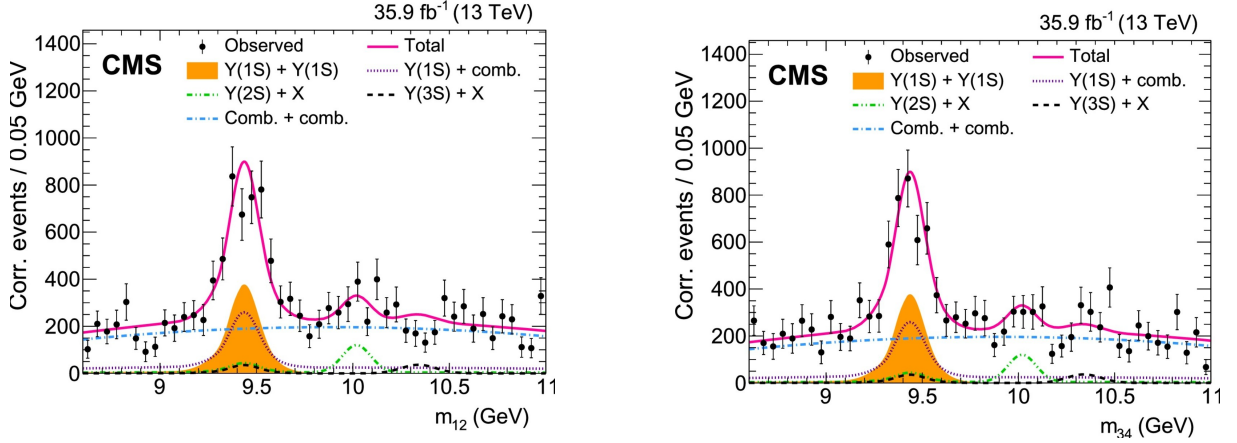 35.9 fb⁻¹ (13 TeV)
Corr. events / 0.05 GeV
1400
1200
1000
800
600
400
200
0
CMS
Observed
Total
Y(1S) + Y(1S)
Y(1S) + comb.
Y(2S) + X
Y(3S) + X
Comb. + comb.
9
9.5
10
10.5
11
m₁₂ (GeV)
35.9 fb⁻¹ (13 TeV)
Corr. events / 0.05 GeV
1400
1200
1000
800
600
400
200
0
CMS
Observed
Total
Y(1S) + Y(1S)
Y(1S) + comb.
Y(2S) + X
Y(3S) + X
Comb. + comb.
9
9.5
10
10.5
11
m₃₄ (GeV)